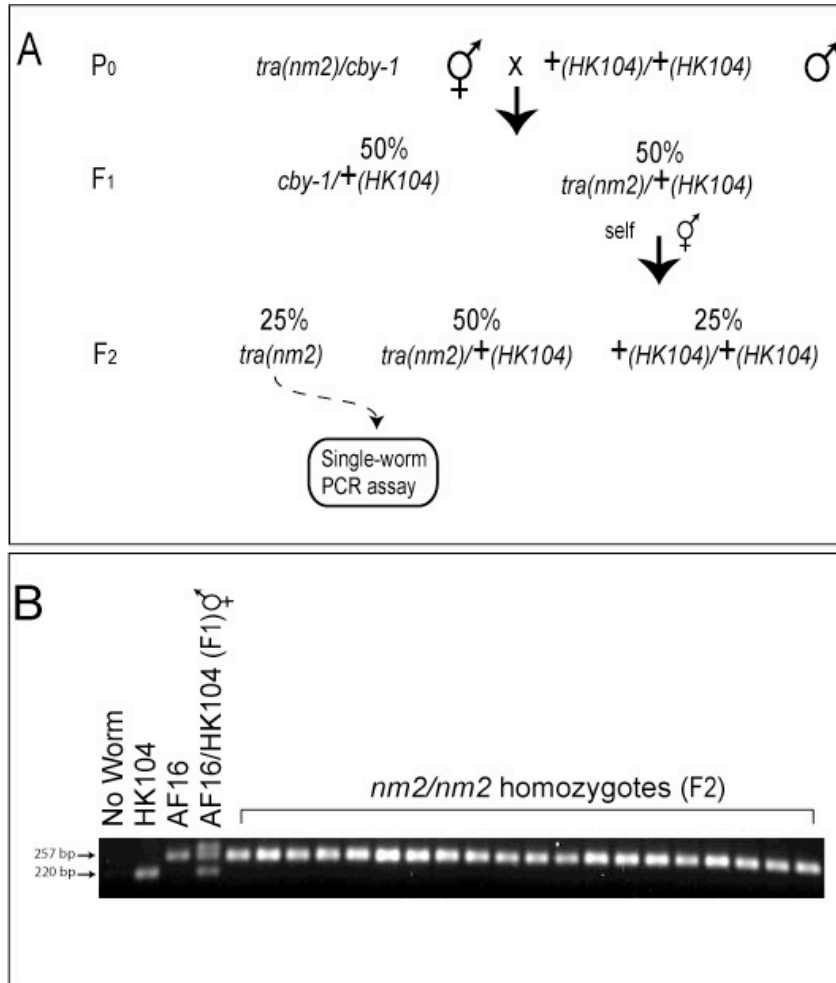 A
P0 tra(nm2)/cby-1 ⚥ X +(HK104)/+(HK104) ♂
50% 50%
F1 cby-1/+(HK104) tra(nm2)/+(HK104)
self ⚥
25% 50% 25%
F2 tra(nm2) tra(nm2)/+(HK104) +(HK104)/+(HK104)
Single-worm
PCR assay
B
No Worm
HK104
AF16
AF16/HK104 (F1)⚥
nm2/nm2 homozygotes (F2)
257 bp→
220 bp→